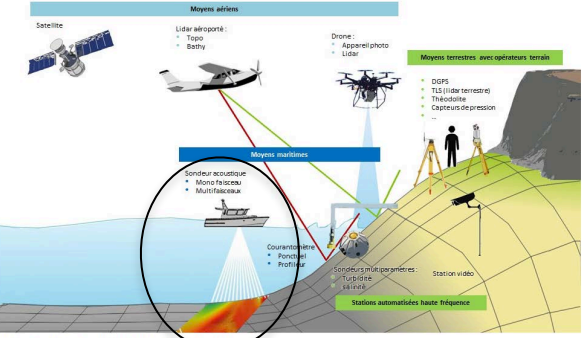 Moyens aériens
Satellite
Lidar aéroporté :
Topo
Bathy
Drone :
Appareil photo
Lidar
Moyens terrestres avec opérateurs terrain
DGPS
TLS (lidar terrestre)
Théodolite
Capteurs de pression
...
Moyens maritimes
Sondeur acoustique
Mono faisceau
Multifaisceaux
Courantomètre
Ponctuel
Profileur
Sondeurs multiparamètres :
Turbidité
salinité
Station vidéo
Stations automatisées haute fréquence